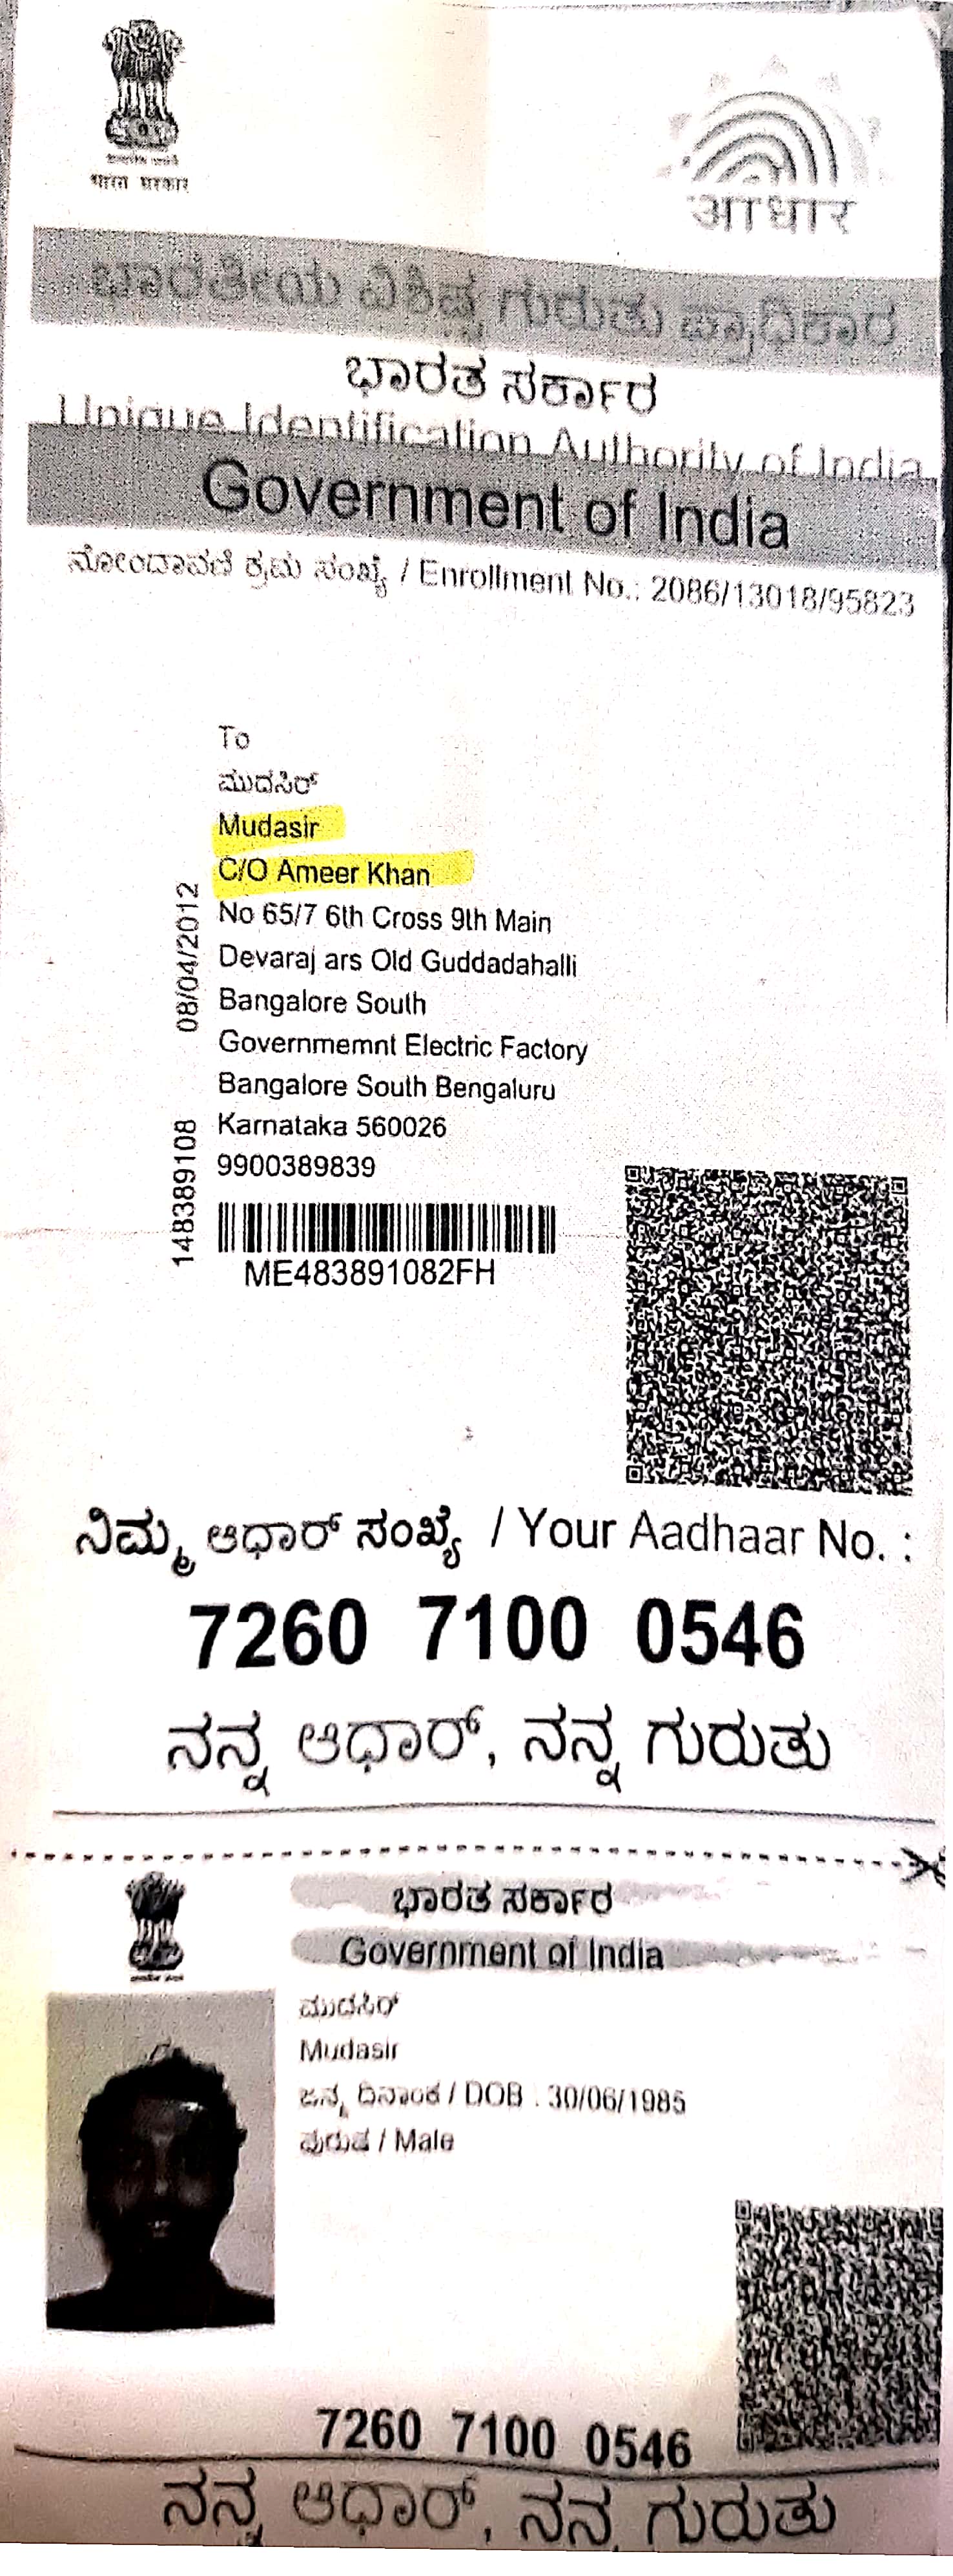 भारत सरकार
आधार
ಭಾರತೀಯ ವಿಶಿಷ್ಟ ಗುರುತು ಪ್ರಾಧಿಕಾರ
ಭಾರತ ಸರ್ಕಾರ
Unique Identification Authority of India
Government of India
ನೋಂದಾವಣಿ ಕ್ರಮ ಸಂಖ್ಯೆ / Enrollment No.: 2086/13018/95823
To
ಮುದಸಿರ್
Mudasir
C/O Ameer Khan
No 65/7 6th Cross 9th Main
Devaraj ars Old Guddadahalli
Bangalore South
Governmemnt Electric Factory
Bangalore South Bengaluru
Karnataka 560026
9900389839
08/04/2012
148389108
ME483891082FH
ನಿಮ್ಮ ಆಧಾರ್ ಸಂಖ್ಯೆ / Your Aadhaar No. :
7260 7100 0546
ನನ್ನ ಆಧಾರ್, ನನ್ನ ಗುರುತು
ಭಾರತ ಸರ್ಕಾರ
Government of India
ಮುದಸಿರ್
Mudasir
ಜನ್ಮ ದಿನಾಂಕ / DOB : 30/06/1985
ಪುರುಷ / Male
7260 7100 0546
ನನ್ನ ಆಧಾರ್, ನನ್ನ ಗುರುತು